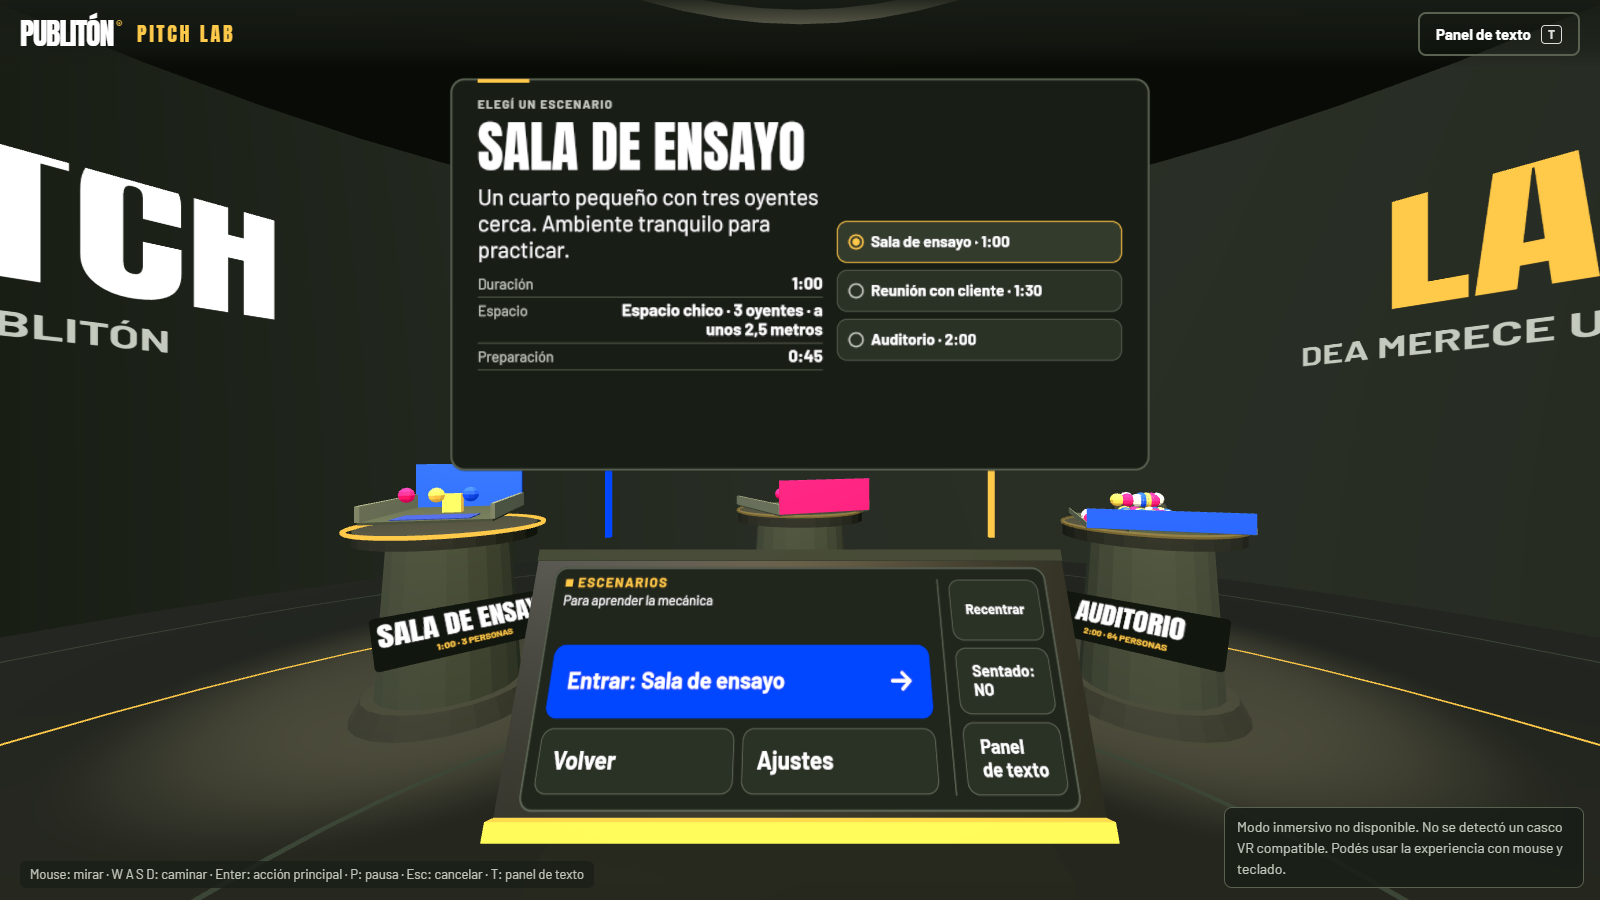 PUBLITÓN
PITCH LAB
Panel de texto T
ELEGÍ UN ESCENARIO
SALA DE ENSAYO
Un cuarto pequeño con tres oyentes
cerca. Ambiente tranquilo para
practicar.
Duración 1:00
Espacio Espacio chico · 3 oyentes · a
unos 2,5 metros
Preparación 0:45
Sala de ensayo · 1:00
Reunión con cliente · 1:30
Auditorio · 2:00
TCH
BLITÓN
LA
DEA MERECE U
SALA DE ENSAY
1:00 · 3 PERSONAS
AUDITORIO
2:00 · 64 PERSONAS
ESCENARIOS
Para aprender la mecánica
Entrar: Sala de ensayo
Volver
Ajustes
Recentrar
Sentado:
NO
Panel
de texto
Modo inmersivo no disponible. No se detectó un casco
VR compatible. Podés usar la experiencia con mouse y
teclado.
Mouse: mirar · W A S D: caminar · Enter: acción principal · P: pausa · Esc: cancelar · T: panel de texto